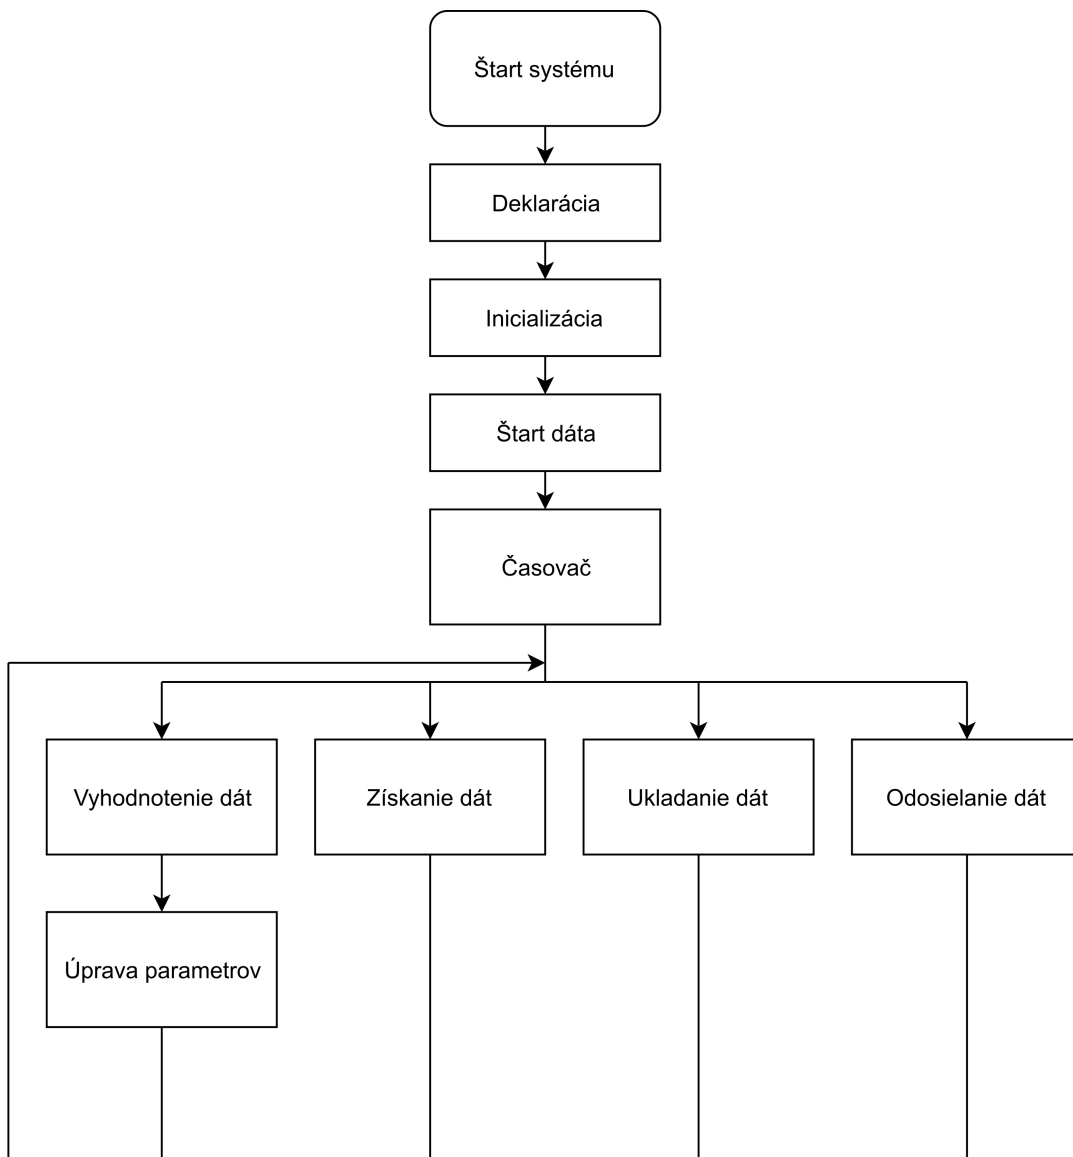 Štart systému
Deklarácia
Inicializácia
Štart dáta
Časovač
Vyhodnotenie dát
Získanie dát
Ukladanie dát
Odosielanie dát
Úprava parametrov